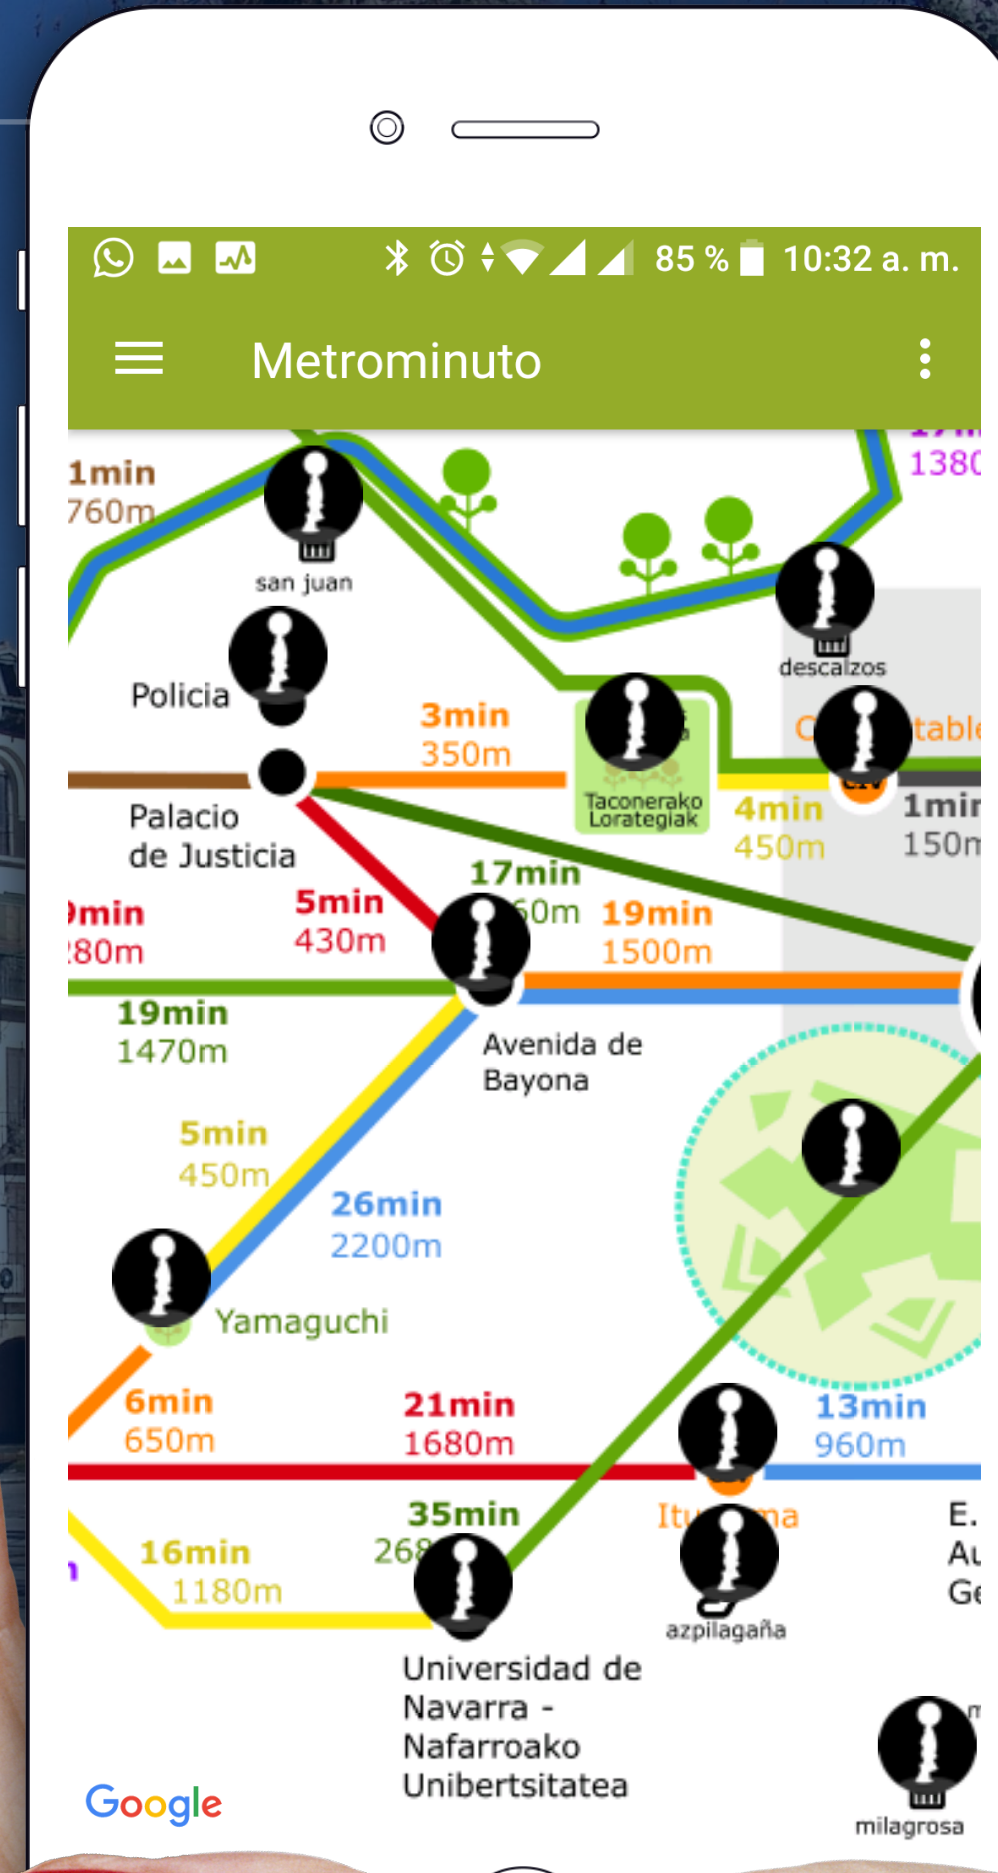 85 % 10:32 a. m.
Metrominuto
1min
760m
1380
san juan
descalzos
Policia
3min
350m
Taconerako
Lorategiak
4min
450m
150m
Palacio
de Justicia
17min
5min
430m
19min
1500m
19min
1470m
Avenida de
Bayona
5min
450m
26min
2200m
Yamaguchi
6min
650m
21min
1680m
13min
960m
35min
16min
1180m
azpilagaña
Universidad de
Navarra -
Nafarroako
Unibertsitatea
Google
milagrosa